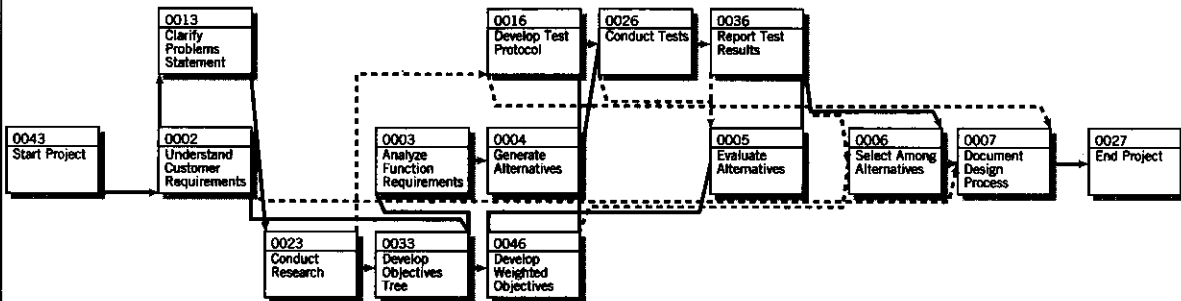 0013
Clarify
Problems
Statement
0016
Develop Test
Protocol
0026
Conduct Tests
0036
Report Test
Results
0043
Start Project
0002
Understand
Customer
Requirements
0003
Analyze
Function
Requirements
0004
Generate
Alternatives
0005
Evaluate
Alternatives
0006
Select Among
Alternatives
0007
Document
Design
Process
0027
End Project
0023
Conduct
Research
0033
Develop
Objectives
Tree
0046
Develop
Weighted
Objectives